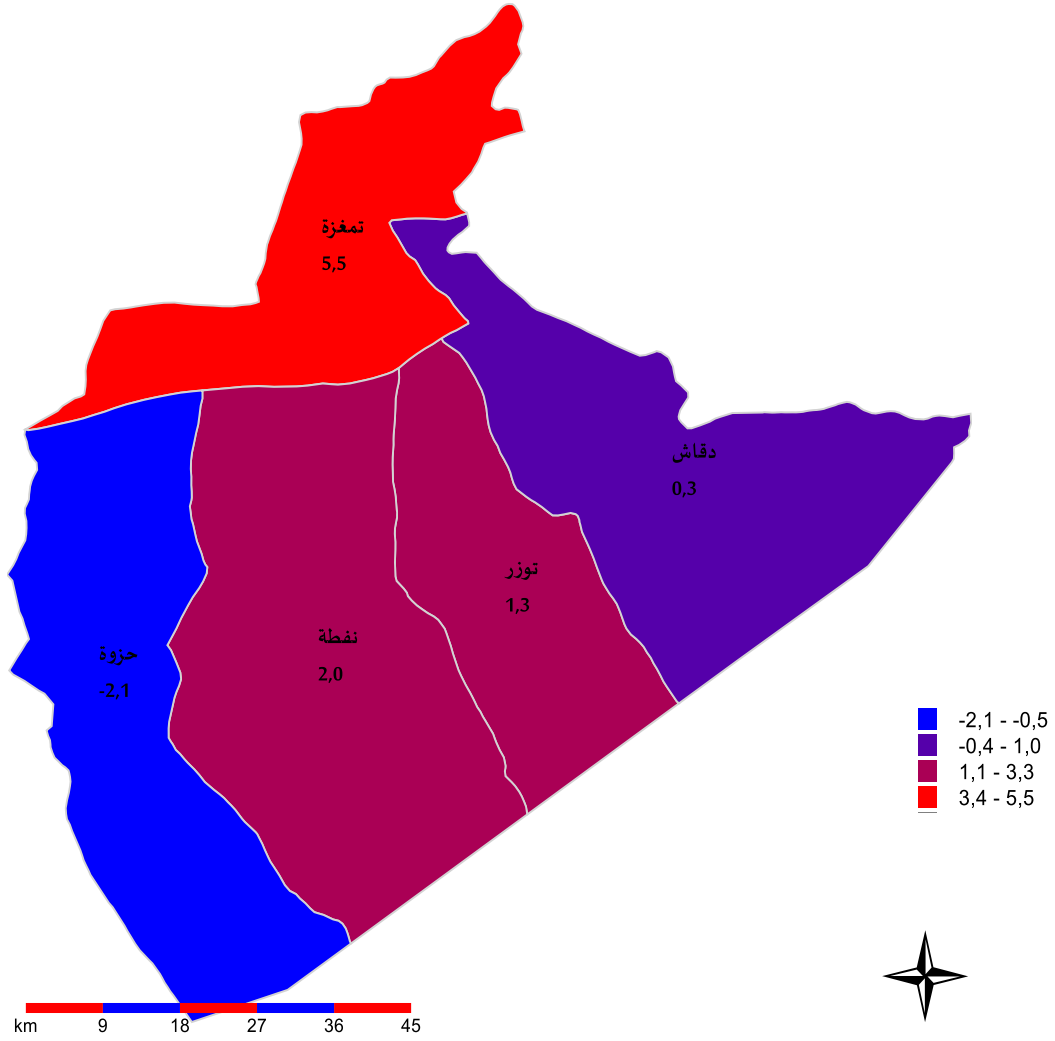 تمغزة
5,5
دقاش
0,3
توزر
1,3
نفطة
2,0
حزوة
-2,1
-2,1 - -0,5
-0,4 - 1,0
1,1 - 3,3
3,4 - 5,5
km 9 18 27 36 45